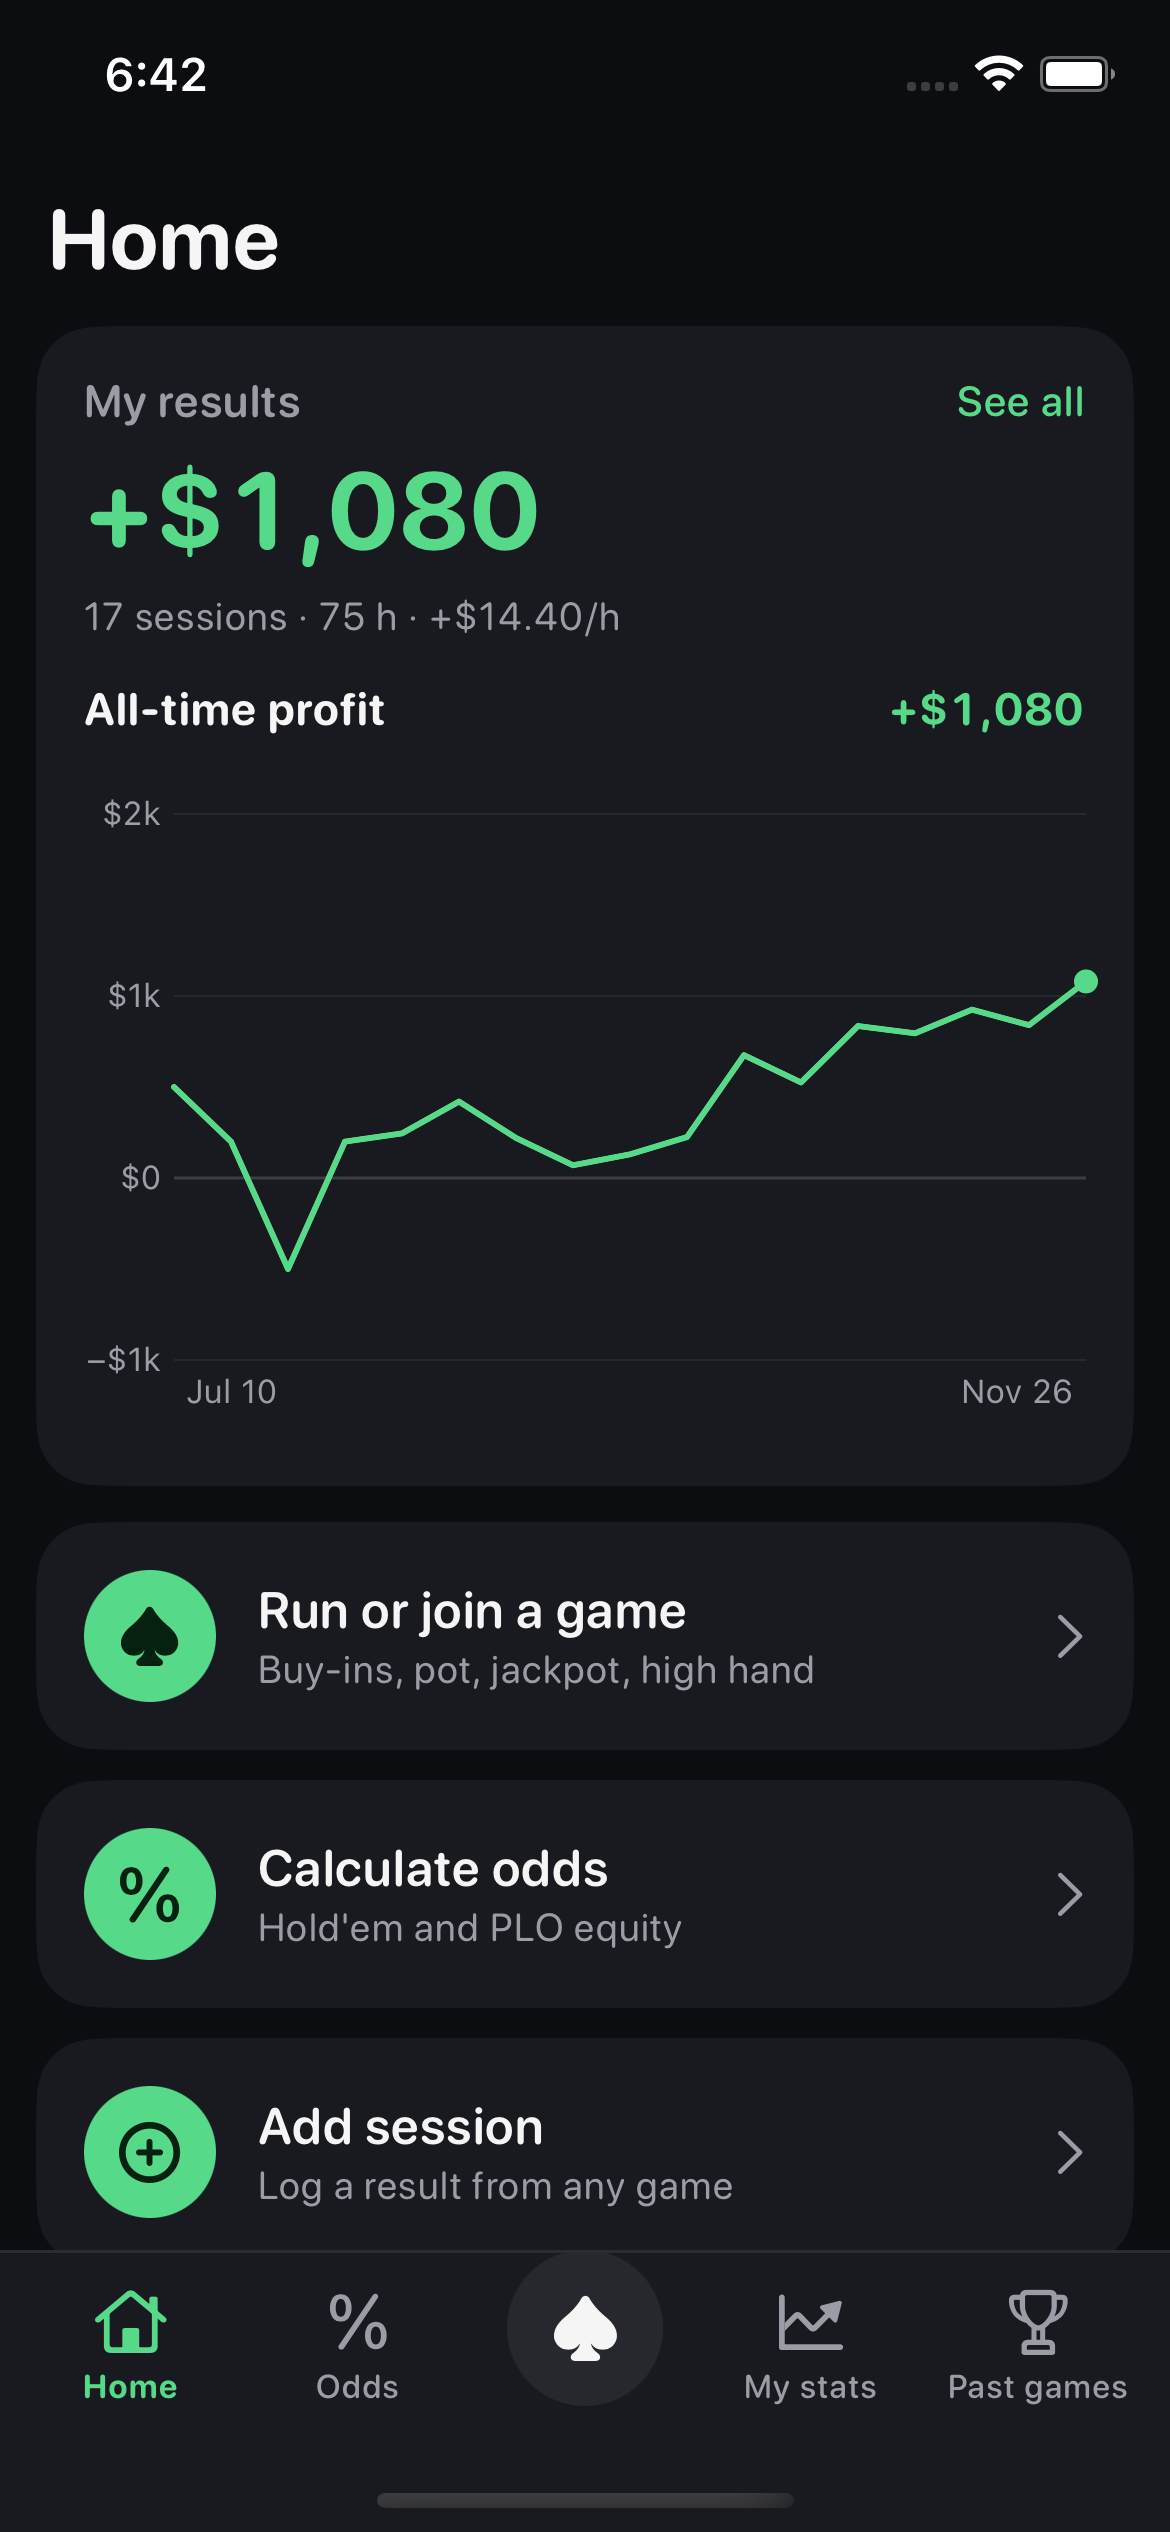 6:42
Home
My results
See all
+$1,080
17 sessions · 75 h · +$14.40/h
All-time profit
+$1,080
$2k
$1k
$0
–$1k
Jul 10
Nov 26
Run or join a game
Buy-ins, pot, jackpot, high hand
%
Calculate odds
Hold'em and PLO equity
Add session
Log a result from any game
%
Home
Odds
My stats
Past games